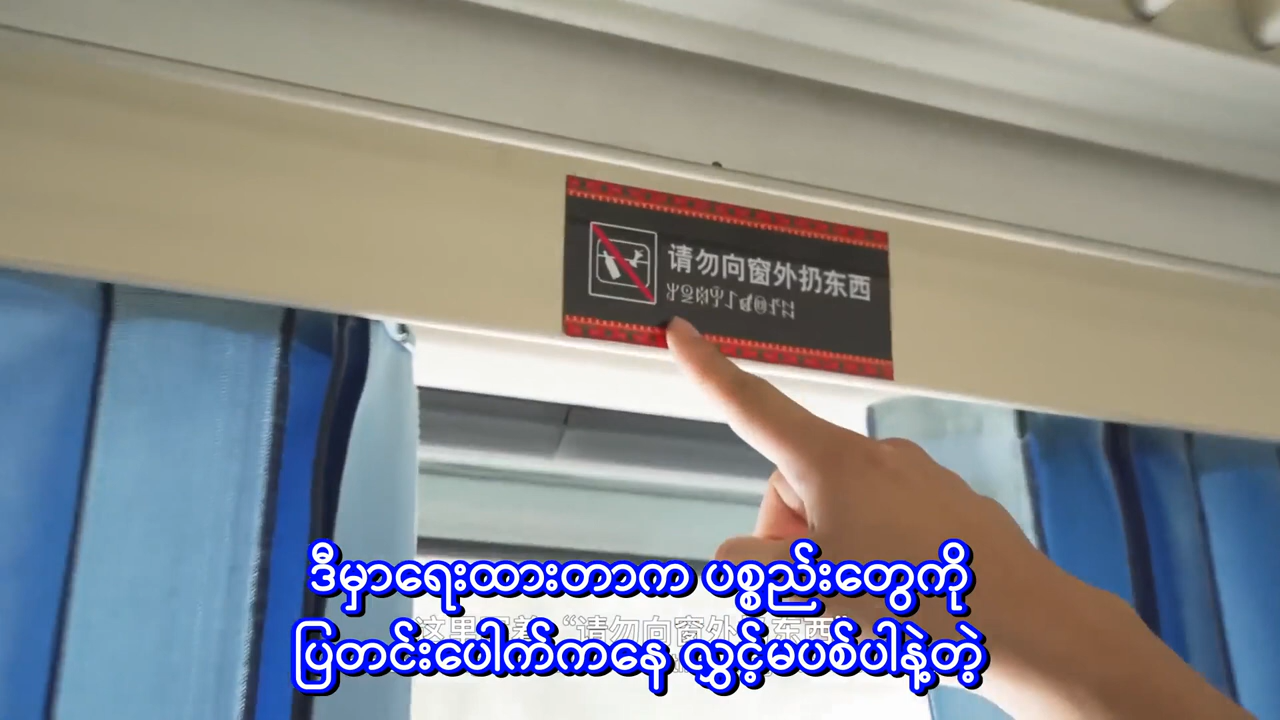 请勿向窗外扔东西
ဒီမှာရေးထားတာက ပစ္စည်းတွေကို
ပြတင်းပေါက်ကနေ လွှင့်မပစ်ပါနဲ့တဲ့